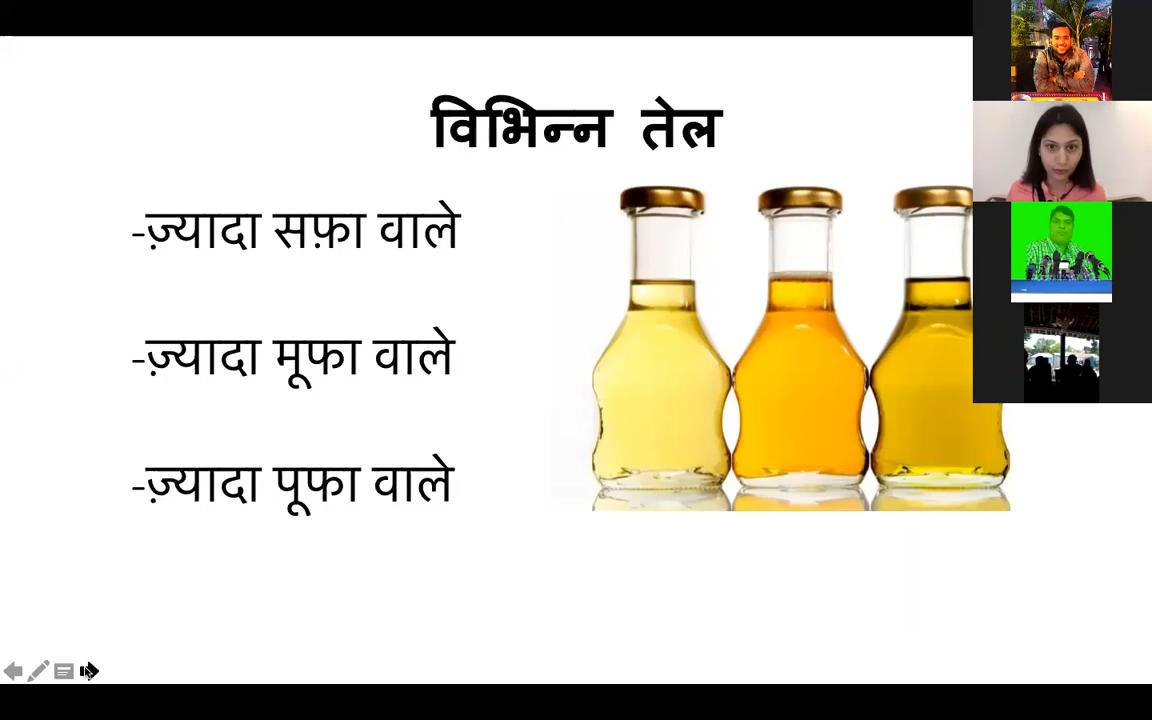 विभिन्न तेल
-ज़्यादा सफ़ा वाले
-ज़्यादा मूफा वाले
-ज़्यादा पूफा वाले